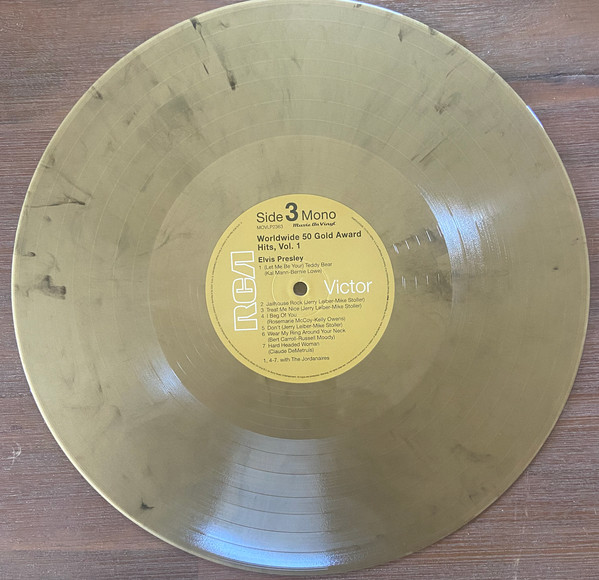 Side 3 Mono
MOVLP2383 Music On Vinyl
Worldwide 50 Gold Award
Hits, Vol. 1
Elvis Presley
1 (Let Me Be Your) Teddy Bear
(Kal Mann-Bernie Lowe)
RCA Victor
2 Jailhouse Rock (Jerry Leiber-Mike Stoller)
3 Treat Me Nice (Jerry Leiber-Mike Stoller)
4 I Beg Of You
(Rosemarie McCoy-Kelly Owens)
5 Don't (Jerry Leiber-Mike Stoller)
6 Wear My Ring Around Your Neck
(Bert Carroll-Russell Moody)
7 Hard Headed Woman
(Claude DeMetruis)
1, 4-7. with The Jordanaires